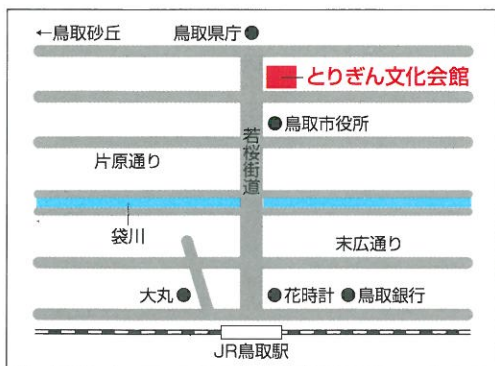 ←鳥取砂丘
鳥取県庁
とりぎん文化会館
鳥取市役所
若桜街道
片原通り
袋川
末広通り
大丸
花時計
鳥取銀行
JR鳥取駅